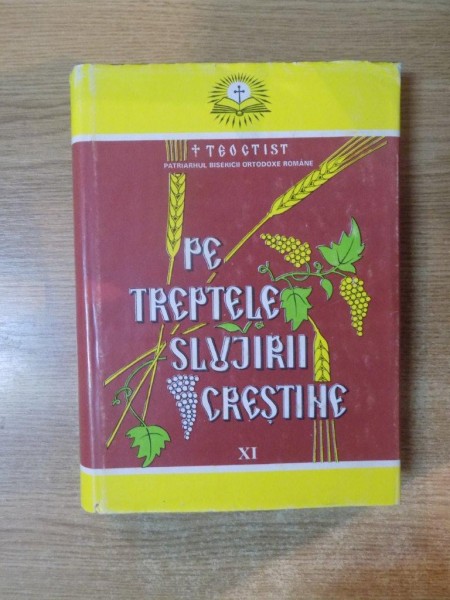 † TEOCTIST
PATRIARHUL BISERICII ORTODOXE ROMÂNE
PE
TREPTELE
SLUJIRII
CREȘTINE
XI